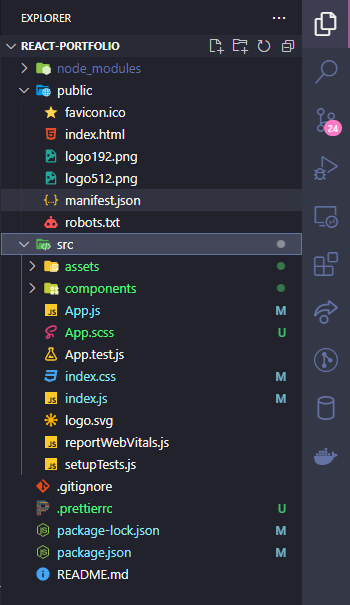 EXPLORER
REACT-PORTFOLIO
node_modules
public
favicon.ico
index.html
logo192.png
logo512.png
manifest.json
robots.txt
src
assets
components
App.js M
App.scss U
App.test.js
index.css M
index.js M
logo.svg
reportWebVitals.js
setupTests.js
.gitignore
.prettierrc U
package-lock.json M
package.json M
README.md
24